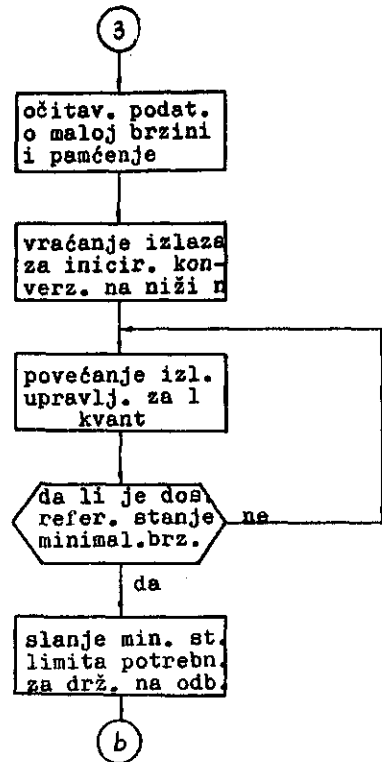 3
očitav. podat.
o maloj brzini
i pamćenje
vraćanje izlaza
za inicir. kon-
verz. na niži n
povećanje izl.
upravlj. za l
kvant
da li je dos.
refer. stanje ne
minimal.brz.
da
slanje min. st.
limita potrebn.
za drž. na odb.
b